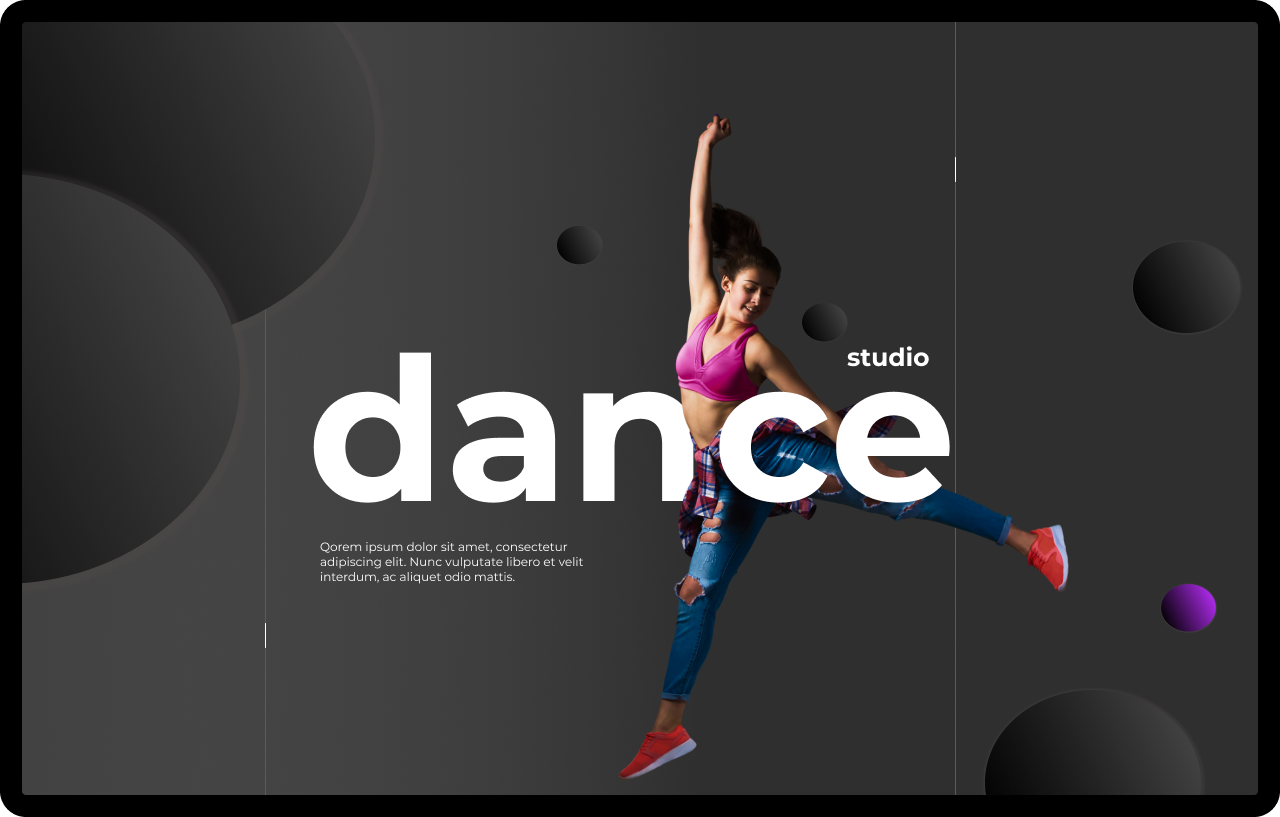 studio
dance
Qorem ipsum dolor sit amet, consectetur
adipiscing elit. Nunc vulputate libero et velit
interdum, ac aliquet odio mattis.